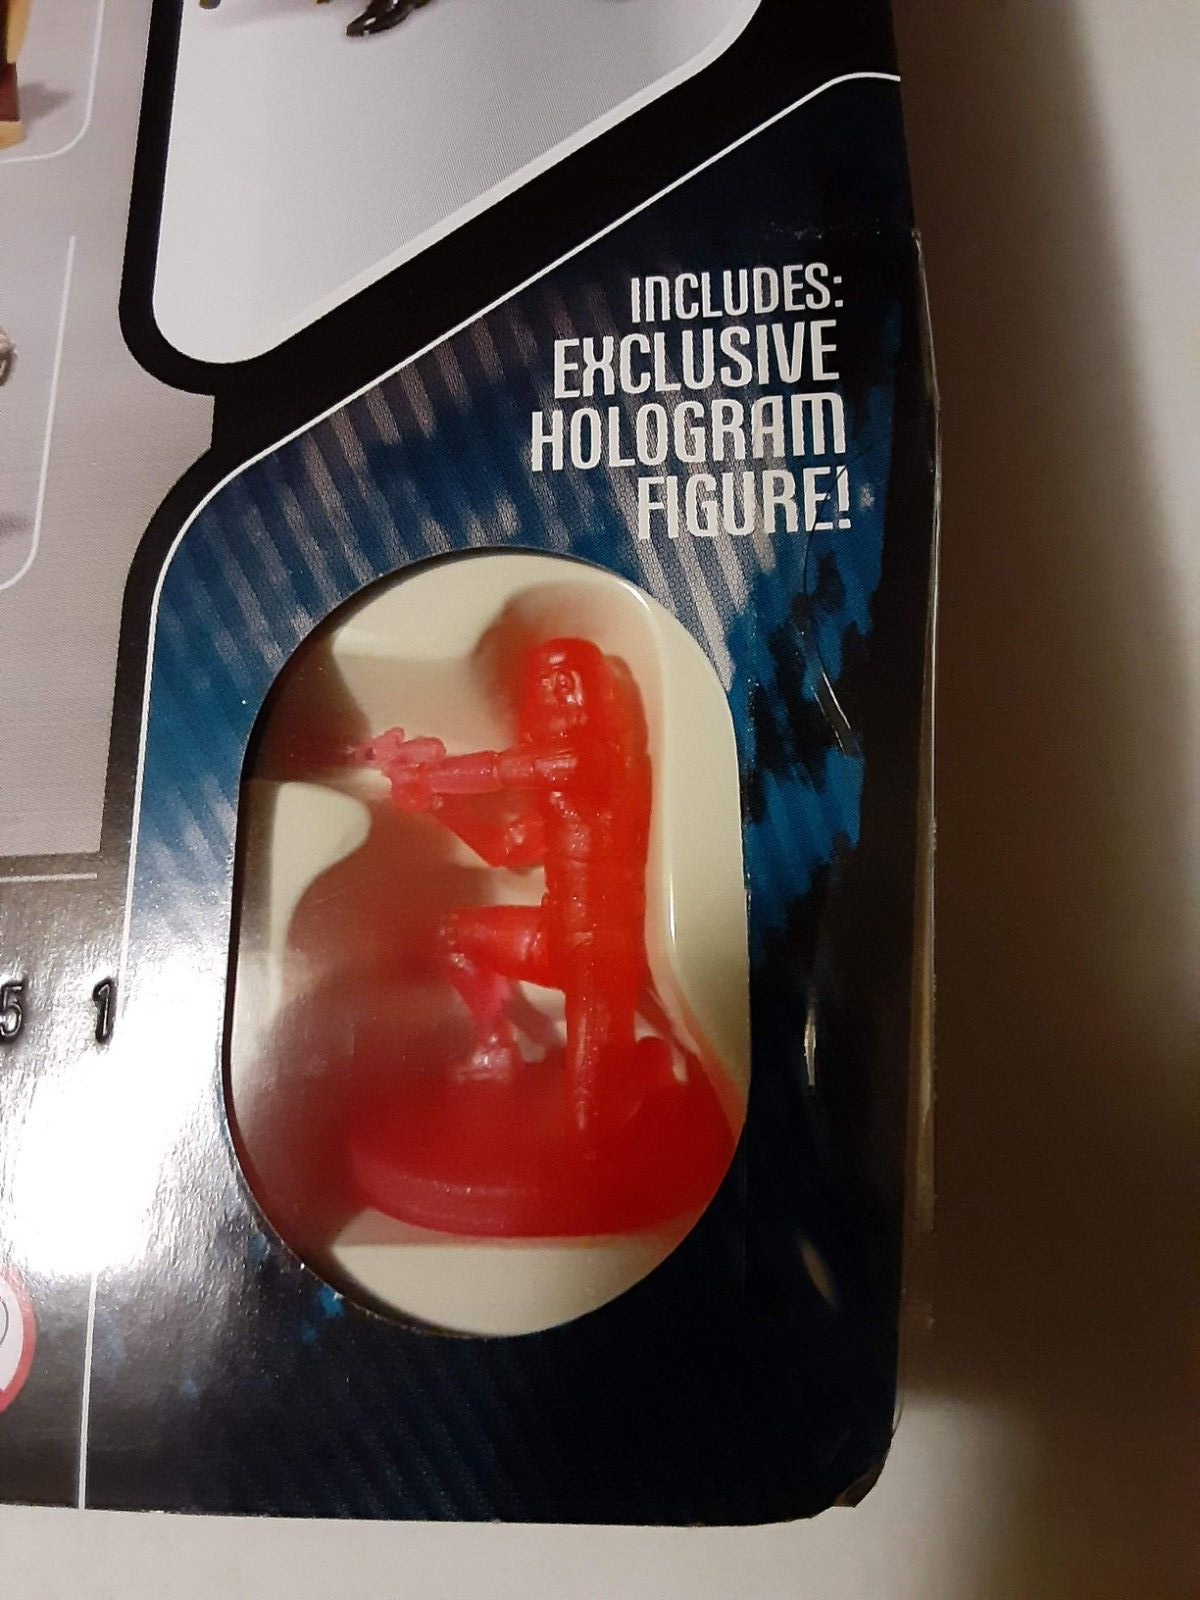 INCLUDES:
EXCLUSIVE
HOLOGRAM
FIGURE!
5 1